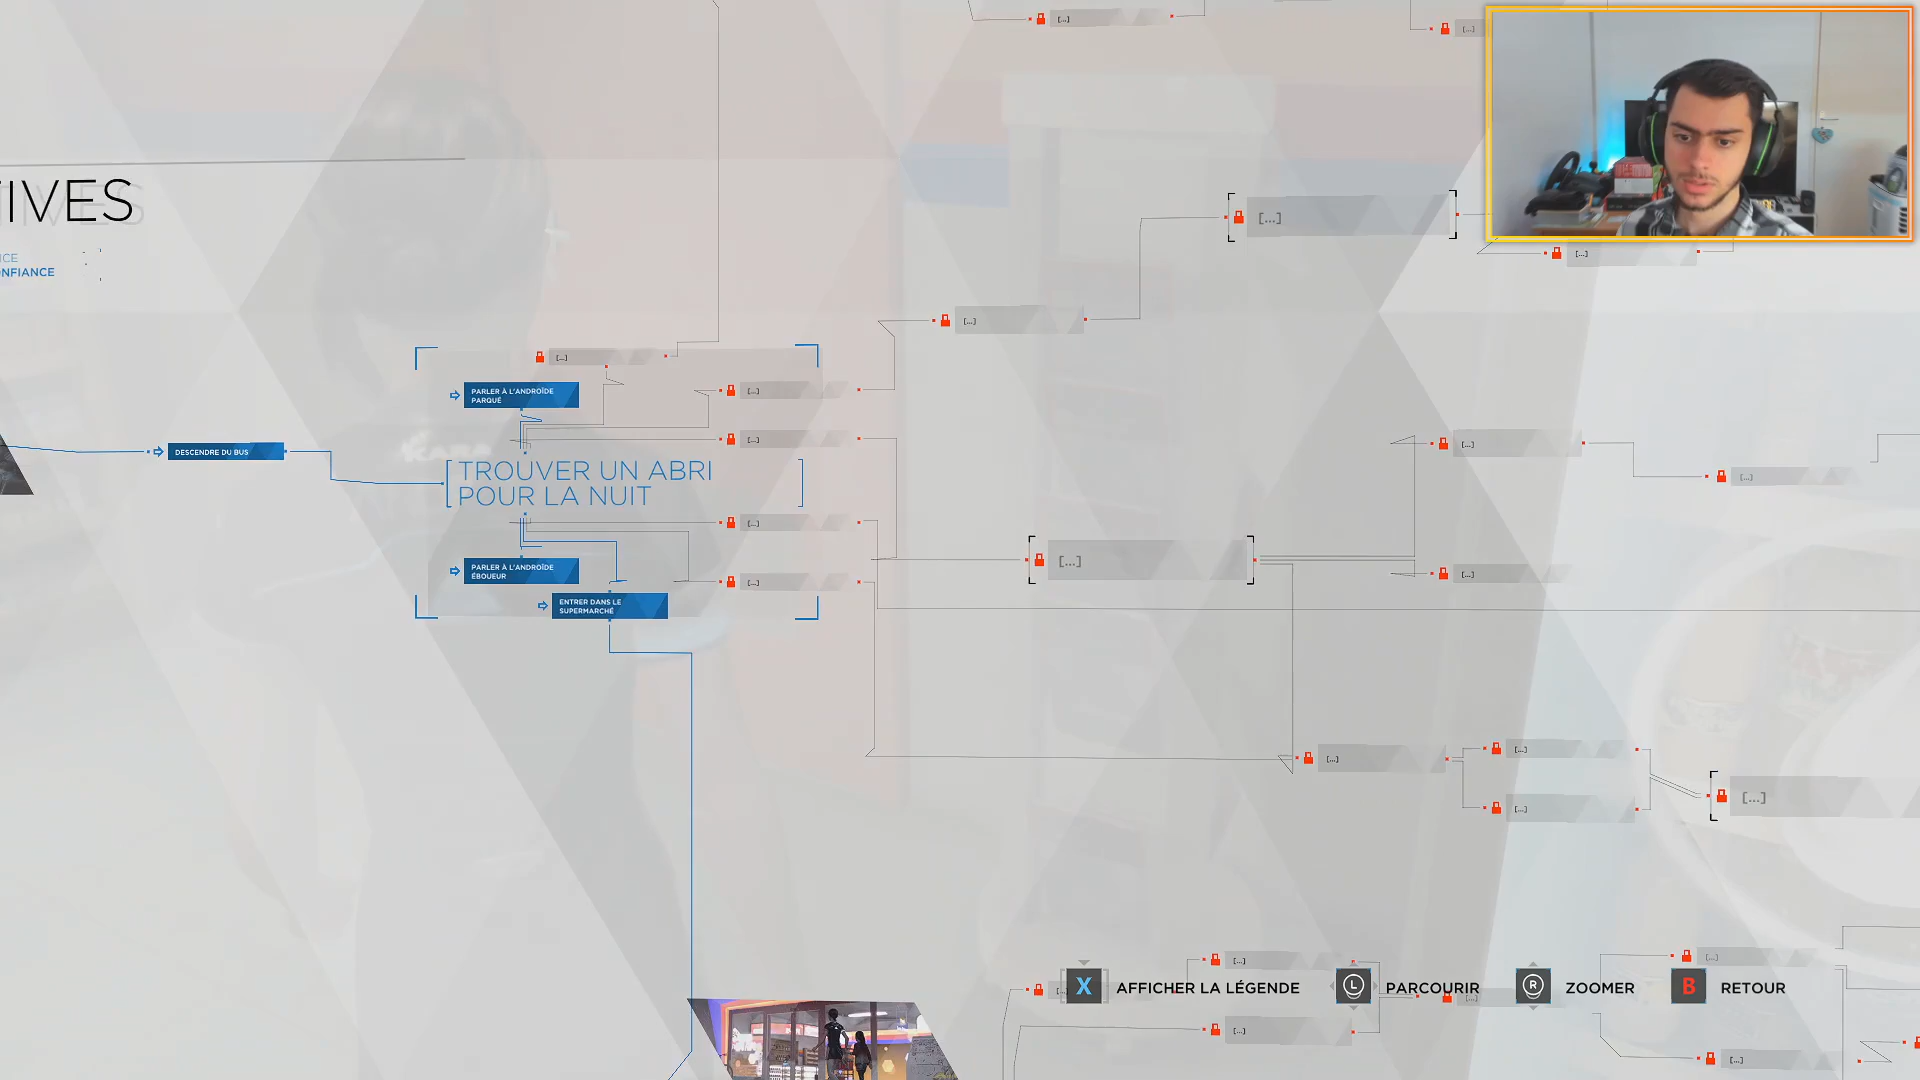 [...]
[...]
IVES
ICE
ONFIANCE
[...]
[...]
[...]
[...]
PARLER À L'ANDROÏDE
PARQUÉ
[...]
[...]
[...]
DESCENDRE DU BUS
TROUVER UN ABRI
POUR LA NUIT
[...]
[...]
[...]
PARLER À L'ANDROÏDE
ÉBOUEUR
[...]
[...]
ENTRER DANS LE
SUPERMARCHÉ
[...]
[...]
[...]
[...]
[...]
[...]
X AFFICHER LA LÉGENDE
L PARCOURIR
R ZOOMER
B RETOUR
[...]
[...]
[...]